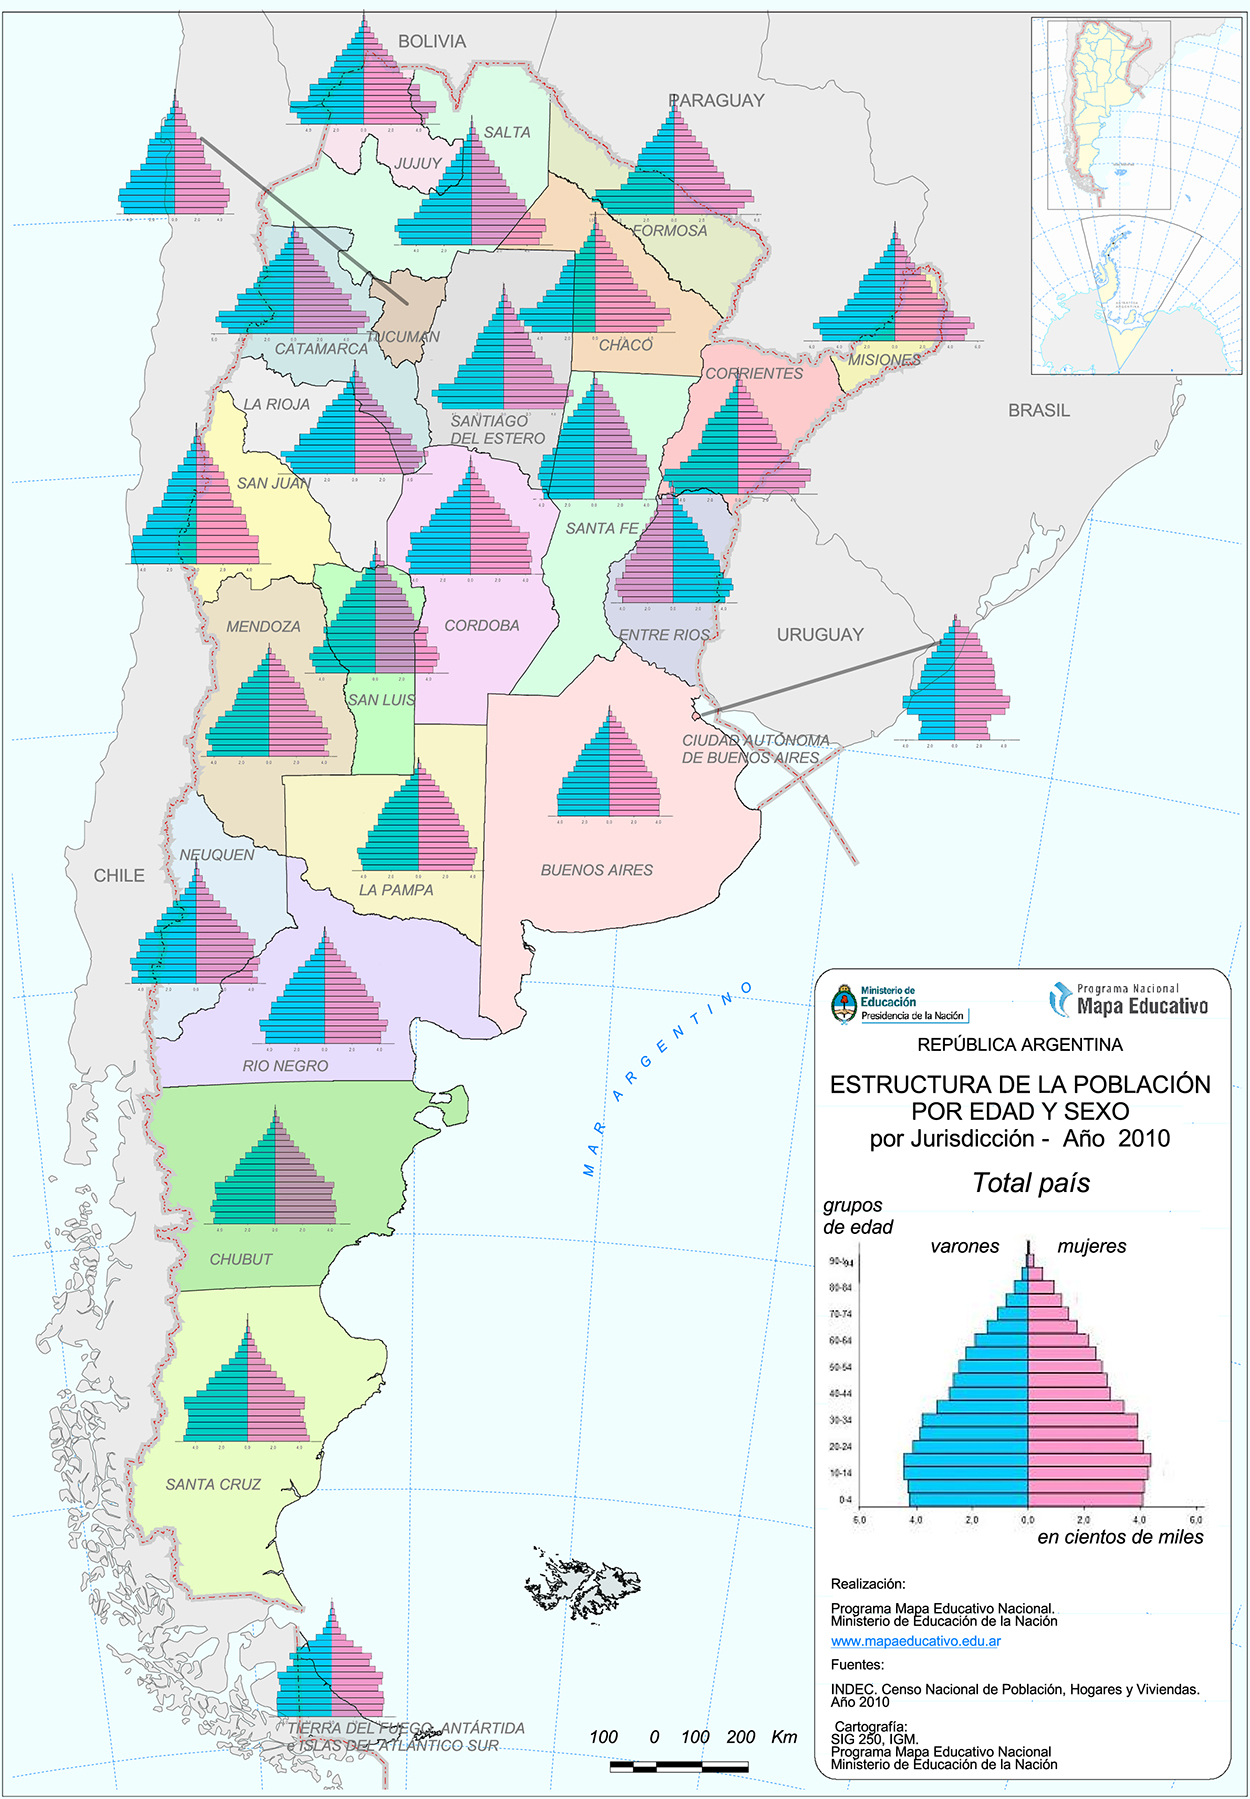 BOLIVIA
PARAGUAY
SALTA
JUJUY
FORMOSA
TUCUMAN
CATAMARCA
CHACO
MISIONES
CORRIENTES
LA RIOJA
BRASIL
SANTIAGO
DEL ESTERO
SAN JUAN
SANTA FE
MENDOZA
CORDOBA
ENTRE RIOS
URUGUAY
SAN LUIS
CIUDAD AUTÓNOMA
DE BUENOS AIRES
NEUQUEN
CHILE
BUENOS AIRES
LA PAMPA
MAR ARGENTINO
RIO NEGRO
CHUBUT
SANTA CRUZ
TIERRA DEL FUEGO, ANTÁRTIDA
e ISLAS DEL ATLÁNTICO SUR
100 0 100 200 Km
Ministerio de
Educación
Presidencia de la Nación
Programa Nacional
Mapa Educativo
REPÚBLICA ARGENTINA
ESTRUCTURA DE LA POBLACIÓN
POR EDAD Y SEXO
por Jurisdicción - Año 2010
Total país
grupos
de edad
varones mujeres
80-84
70-74
60-64
50-54
40-44
30-34
20-24
10-14
0-4
6,0 4,0 2,0 0,0 2,0 4,0 6,0
en cientos de miles
Realización:
Programa Mapa Educativo Nacional.
Ministerio de Educación de la Nación
www.mapaeducativo.edu.ar
Fuentes:
INDEC. Censo Nacional de Población, Hogares y Viviendas.
Año 2010
Cartografía:
SIG 250, IGM.
Programa Mapa Educativo Nacional
Ministerio de Educación de la Nación